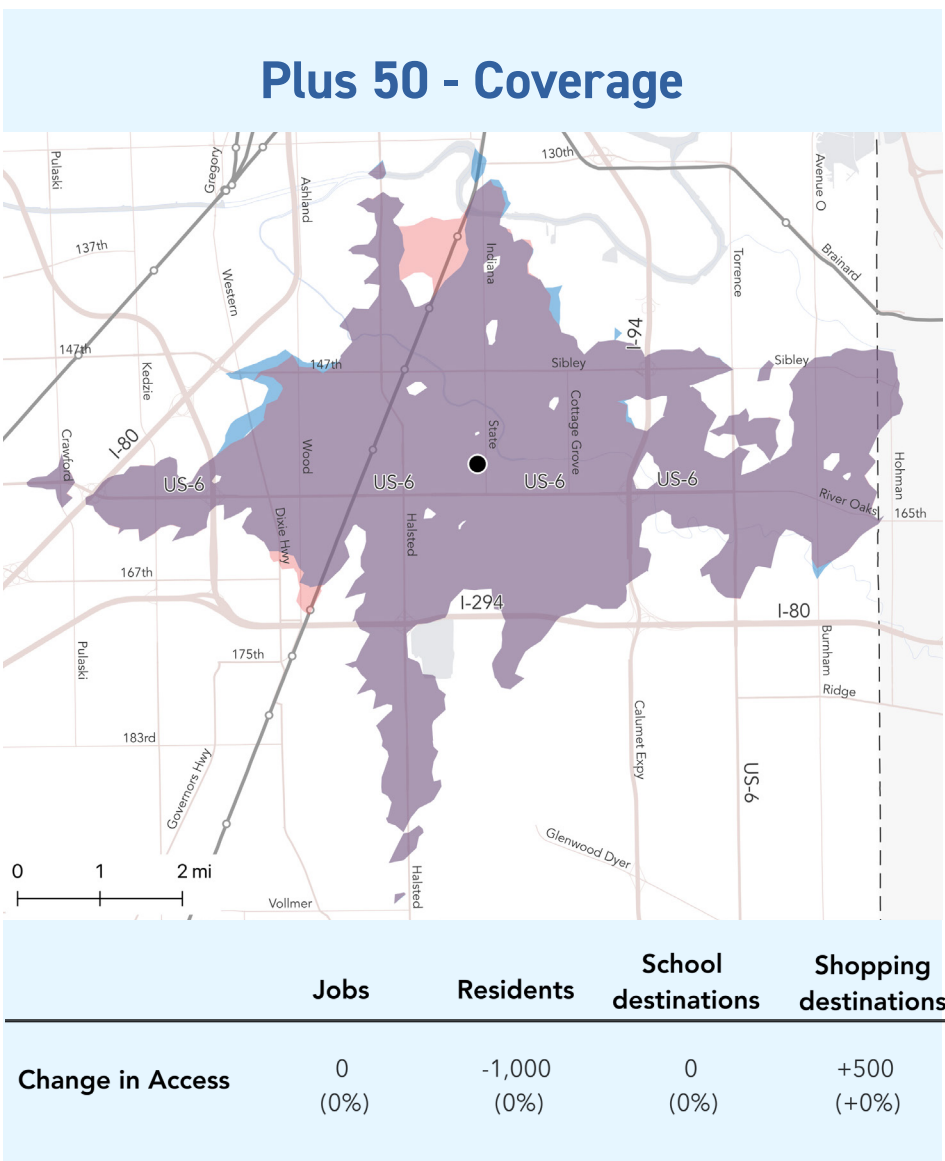 Plus 50 - Coverage
130th
Pulaski
Gregory
Ashland
Avenue O
137th
Western
Indiana
Torrence
Brainard
I-94
147th
147th
Sibley
Sibley
Kedzie
Crawford
I-80
Wood
State
Cottage Grove
US-6
US-6
US-6
US-6
Hohman
River Oaks
165th
Dixie Hwy
Halsted
167th
I-294
I-80
Pulaski
175th
Burnham
Ridge
183rd
Governors Hwy
Calumet Expy
US-6
Glenwood Dyer
0 1 2 mi
Halsted
Vollmer
Jobs
Residents
School
destinations
Shopping
destinations
Change in Access
0
(0%)
-1,000
(0%)
0
(0%)
+500
(+0%)